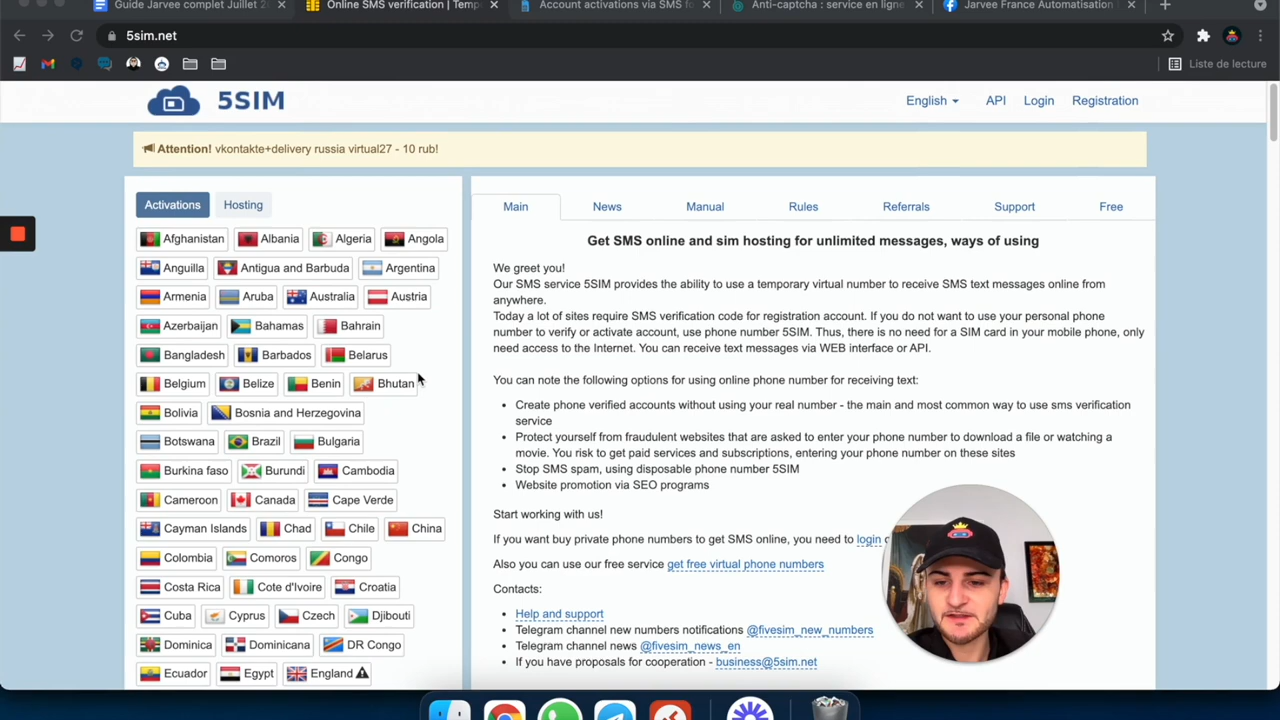 Guide Jarvee complet Juillet 2
Online SMS verification | Temp
Account activations via SMS fo
Anti-captcha : service en ligne
Jarvee France Automatisation
5sim.net
Liste de lecture
5SIM
English
API
Login
Registration
Attention! vkontakte+delivery russia virtual27 - 10 rub!
Activations
Hosting
Afghanistan
Albania
Algeria
Angola
Anguilla
Antigua and Barbuda
Argentina
Armenia
Aruba
Australia
Austria
Azerbaijan
Bahamas
Bahrain
Bangladesh
Barbados
Belarus
Belgium
Belize
Benin
Bhutan
Bolivia
Bosnia and Herzegovina
Botswana
Brazil
Bulgaria
Burkina faso
Burundi
Cambodia
Cameroon
Canada
Cape Verde
Cayman Islands
Chad
Chile
China
Colombia
Comoros
Congo
Costa Rica
Cote d'Ivoire
Croatia
Cuba
Cyprus
Czech
Djibouti
Dominica
Dominicana
DR Congo
Ecuador
Egypt
England
Main
News
Manual
Rules
Referrals
Support
Free
Get SMS online and sim hosting for unlimited messages, ways of using
We greet you!
Our SMS service 5SIM provides the ability to use a temporary virtual number to receive SMS text messages online from
anywhere.
Today a lot of sites require SMS verification code for registration account. If you do not want to use your personal phone
number to verify or activate account, use phone number 5SIM. Thus, there is no need for a SIM card in your mobile phone, only
need access to the Internet. You can receive text messages via WEB interface or API.
You can note the following options for using online phone number for receiving text:
Create phone verified accounts without using your real number - the main and most common way to use sms verification
service
Protect yourself from fraudulent websites that are asked to enter your phone number to download a file or watching a
movie. You risk to get paid services and subscriptions, entering your phone number on these sites
Stop SMS spam, using disposable phone number 5SIM
Website promotion via SEO programs
Start working with us!
If you want buy private phone numbers to get SMS online, you need to login
Also you can use our free service get free virtual phone numbers
Contacts:
Help and support
Telegram channel new numbers notifications @fivesim_new_numbers
Telegram channel news @fivesim_news_en
If you have proposals for cooperation - business@5sim.net